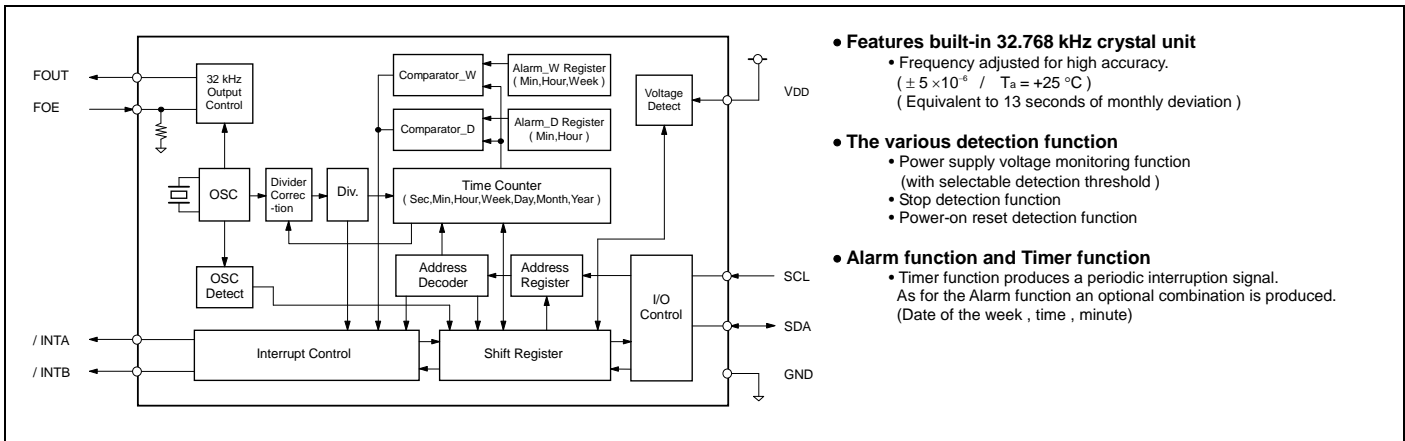 FOUT
FOE
32 kHz
Output
Control
Comparator_W
Alarm_W Register
( Min,Hour,Week )
Comparator_D
Alarm_D Register
( Min,Hour )
Voltage
Detect
VDD
OSC
Divider
Correc
-tion
Div.
Time Counter
( Sec,Min,Hour,Week,Day,Month,Year )
OSC
Detect
Address
Decoder
Address
Register
I/O
Control
SCL
SDA
/ INTA
/ INTB
Interrupt Control
Shift Register
GND
● Features built-in 32.768 kHz crystal unit
• Frequency adjusted for high accuracy.
( ± 5 ×10⁻⁶ / Ta = +25 °C )
( Equivalent to 13 seconds of monthly deviation )
● The various detection function
• Power supply voltage monitoring function
(with selectable detection threshold )
• Stop detection function
• Power-on reset detection function
● Alarm function and Timer function
• Timer function produces a periodic interruption signal.
As for the Alarm function an optional combination is produced.
(Date of the week , time , minute)